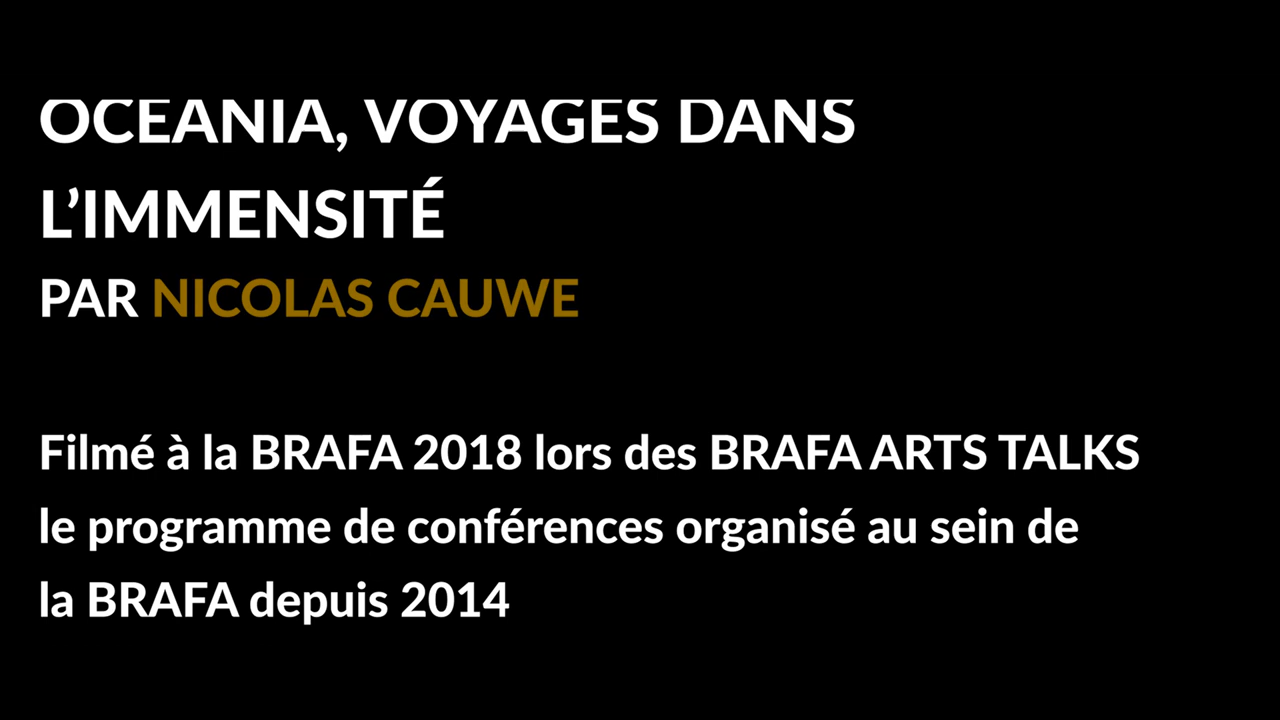 OCEANIA, VOYAGES DANS
L’IMMENSITÉ
PAR NICOLAS CAUWE
Filmé à la BRAFA 2018 lors des BRAFA ARTS TALKS
le programme de conférences organisé au sein de
la BRAFA depuis 2014